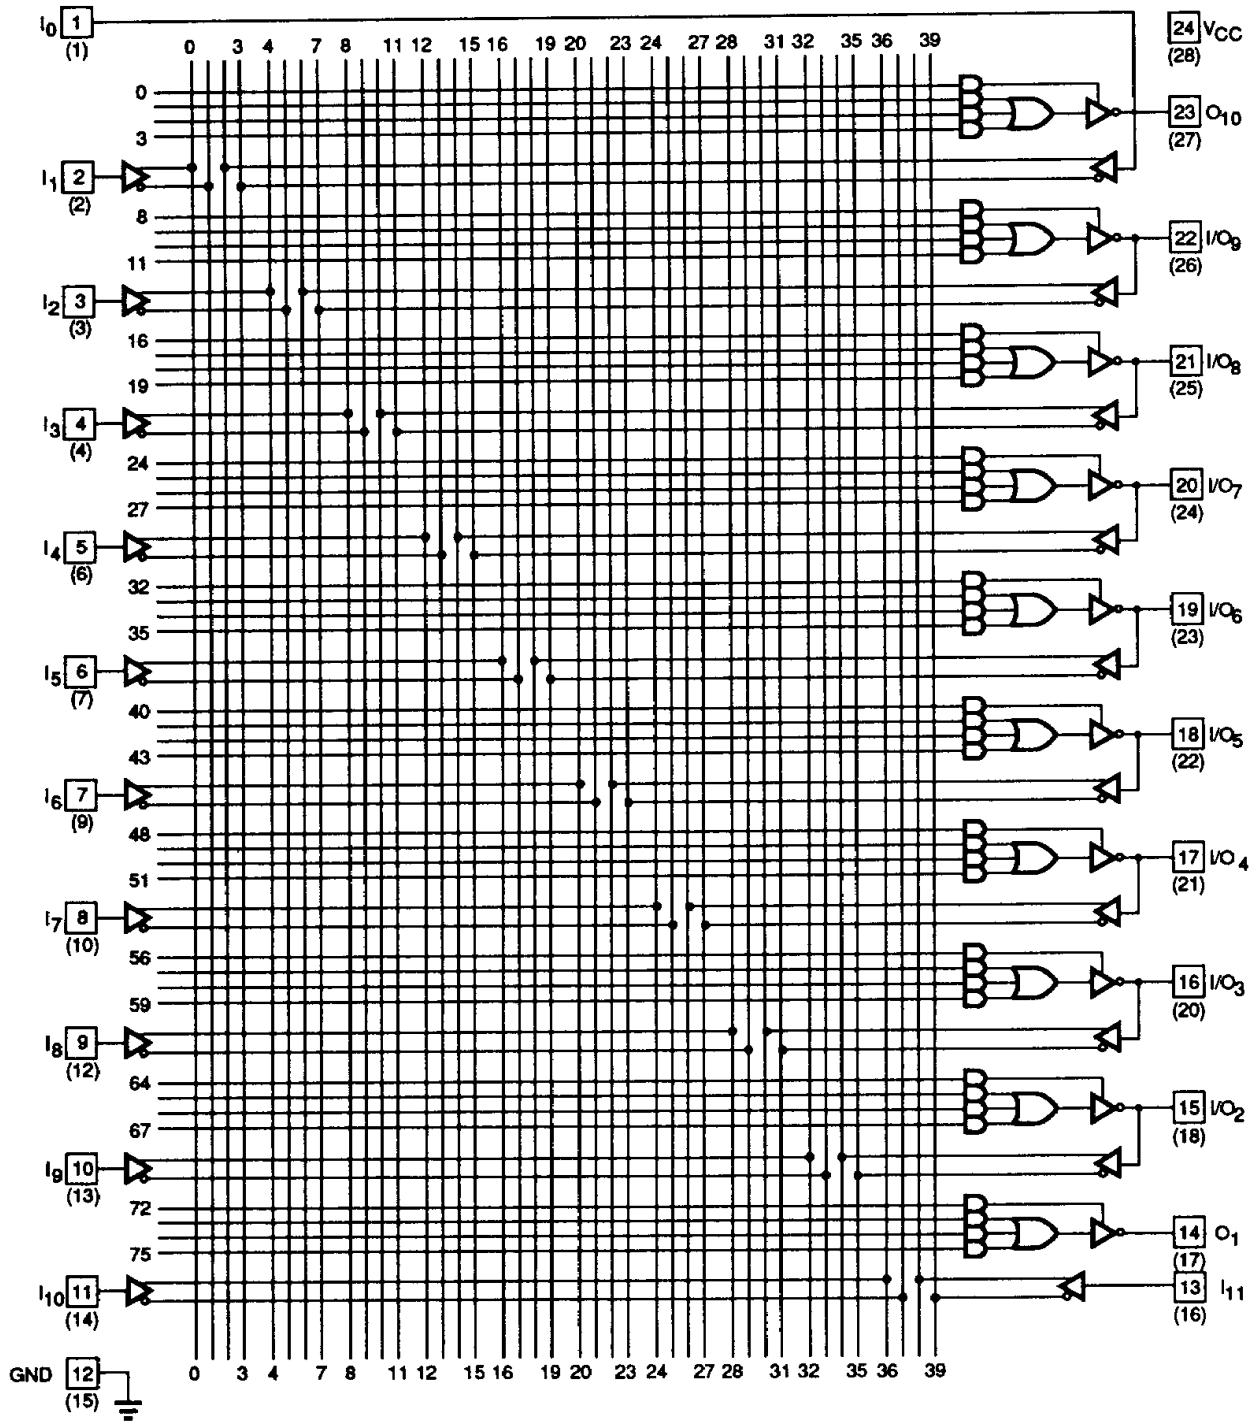 I0 1 24 VCC
(1) (28)
0 3 4 7 8 11 12 15 16 19 20 23 24 27 28 31 32 35 36 39
0
3
23 O10
(27)
I1 2
(2)
8
11
22 I/O9
(26)
I2 3
(3)
16
19
21 I/O8
(25)
I3 4
(4)
24
27
20 I/O7
(24)
I4 5
(6)
32
35
19 I/O6
(23)
I5 6
(7)
40
43
18 I/O5
(22)
I6 7
(9)
48
51
17 I/O4
(21)
I7 8
(10)
56
59
16 I/O3
(20)
I8 9
(12)
64
67
15 I/O2
(18)
I9 10
(13)
72
75
14 O1
(17)
I10 11
(14)
13 I11
(16)
0 3 4 7 8 11 12 15 16 19 20 23 24 27 28 31 32 35 36 39
GND 12
(15)